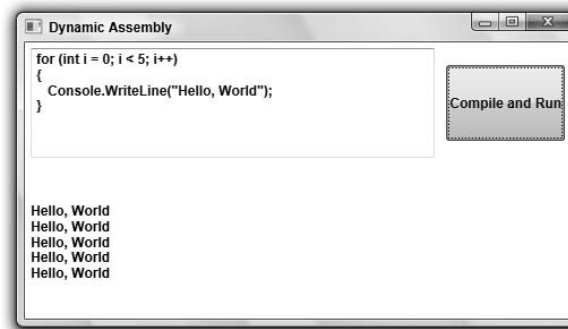 Dynamic Assembly
for (int i = 0; i < 5; i++)
{
Console.WriteLine("Hello, World");
}
Compile and Run
Hello, World
Hello, World
Hello, World
Hello, World
Hello, World